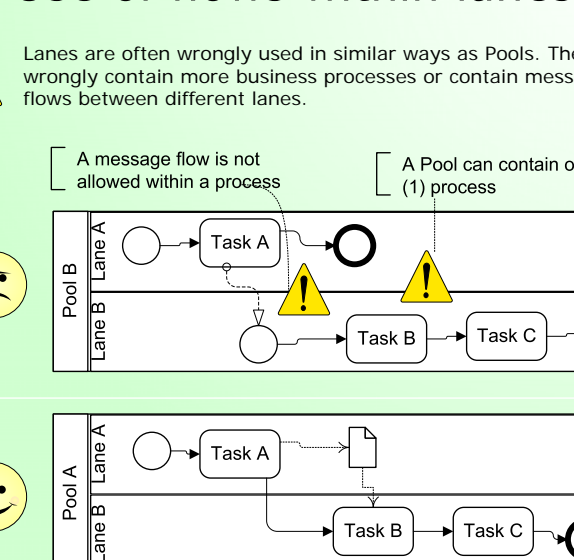 Lanes are often wrongly used in similar ways as Pools. The
wrongly contain more business processes or contain mess
flows between different lanes.
A message flow is not
allowed within a process
A Pool can contain o
(1) process
Pool B
Lane A
Task A
Lane B
Task B
Task C
Pool A
Lane A
Task A
Lane B
Task B
Task C